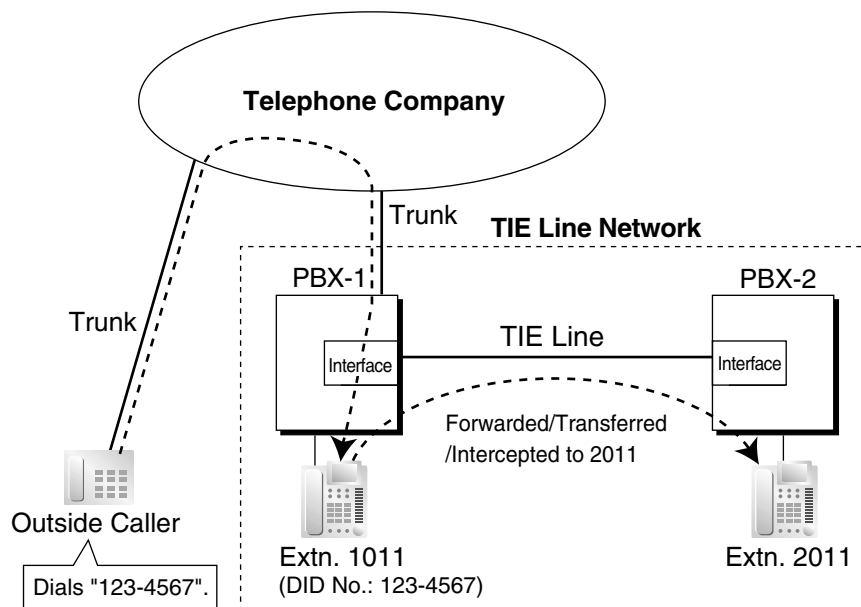 Telephone Company
Trunk
TIE Line Network
PBX-1
PBX-2
Trunk
TIE Line
Interface
Interface
Forwarded/Transferred
/Intercepted to 2011
Outside Caller
Extn. 1011
Extn. 2011
(DID No.: 123-4567)
Dials "123-4567".